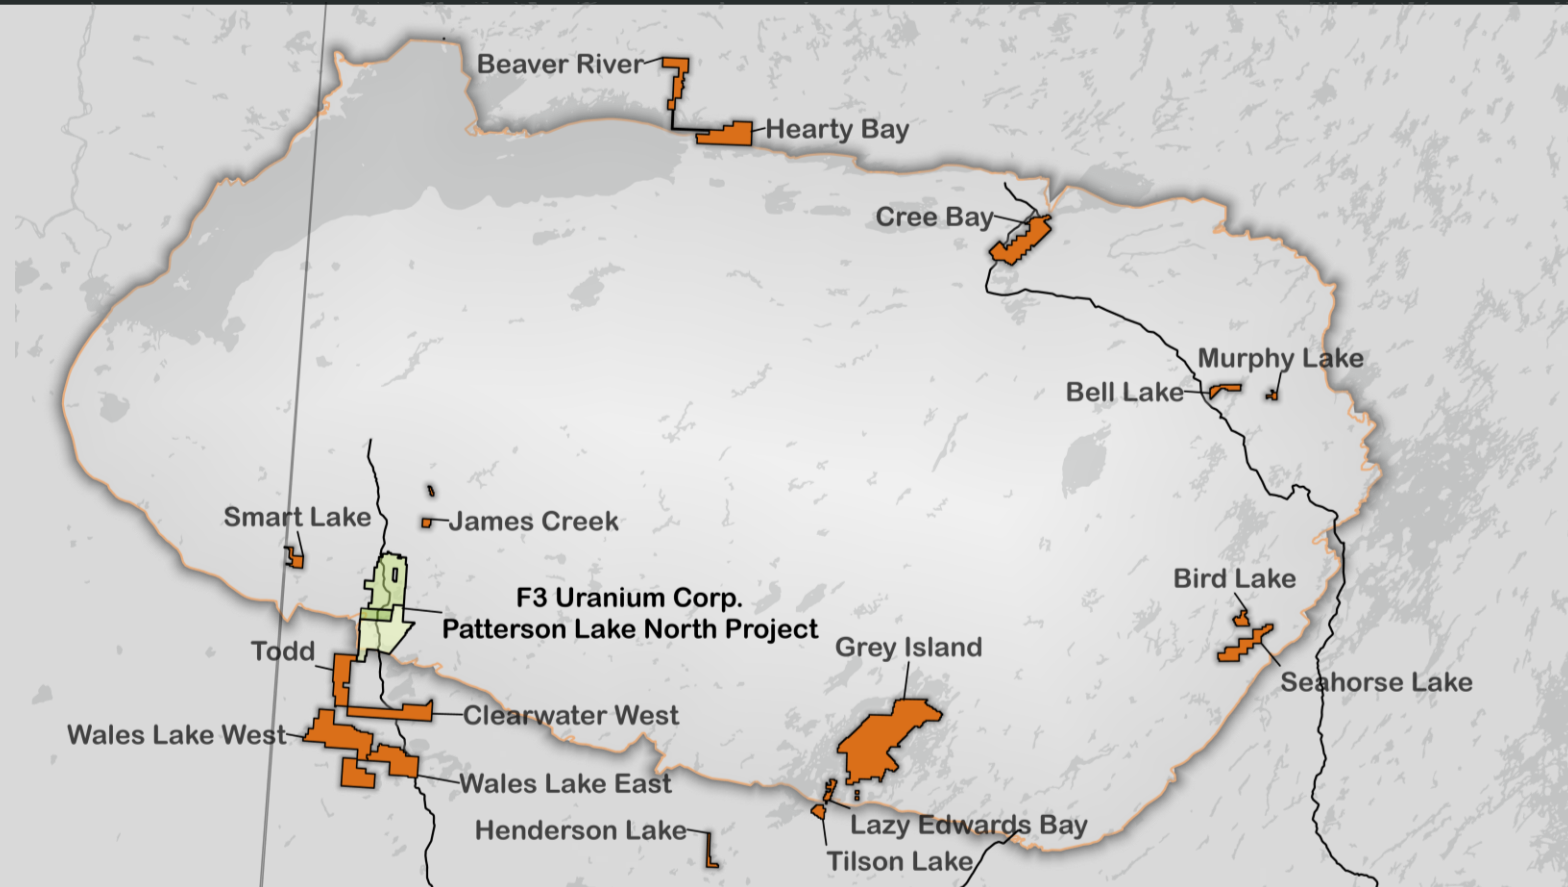 Beaver River
Hearty Bay
Cree Bay
Murphy Lake
Bell Lake
Smart Lake
James Creek
Bird Lake
F3 Uranium Corp.
Patterson Lake North Project
Grey Island
Todd
Seahorse Lake
Clearwater West
Wales Lake West
Wales Lake East
Lazy Edwards Bay
Henderson Lake
Tilson Lake